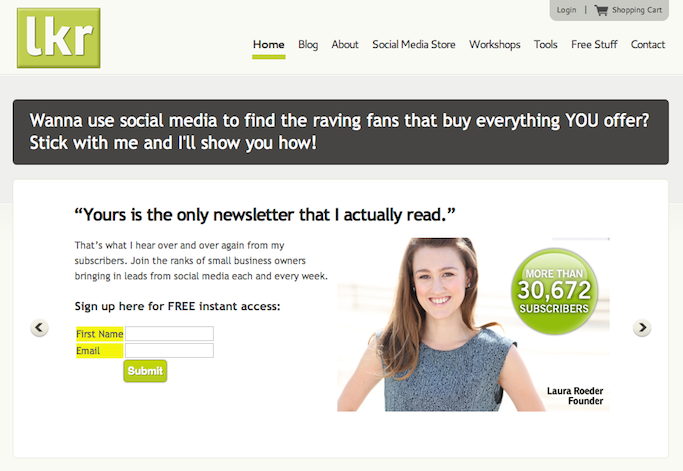 Login | Shopping Cart
lkr
Home Blog About Social Media Store Workshops Tools Free Stuff Contact
Wanna use social media to find the raving fans that buy everything YOU offer?
Stick with me and I'll show you how!
“Yours is the only newsletter that I actually read.”
That's what I hear over and over again from my
subscribers. Join the ranks of small business owners
bringing in leads from social media each and every week.
Sign up here for FREE instant access:
First Name
Email
Submit
MORE THAN
30,672
SUBSCRIBERS
Laura Roeder
Founder